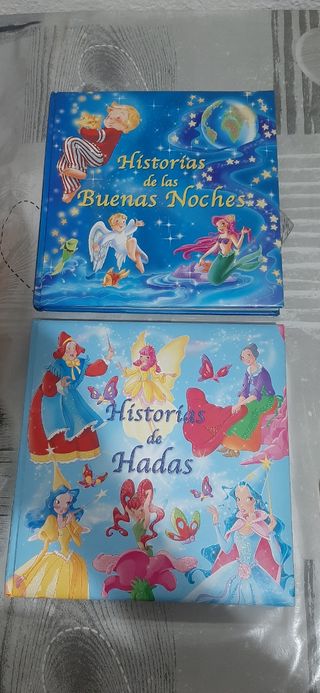 Historias
de las
Buenas Noches
Historias
de
Hadas